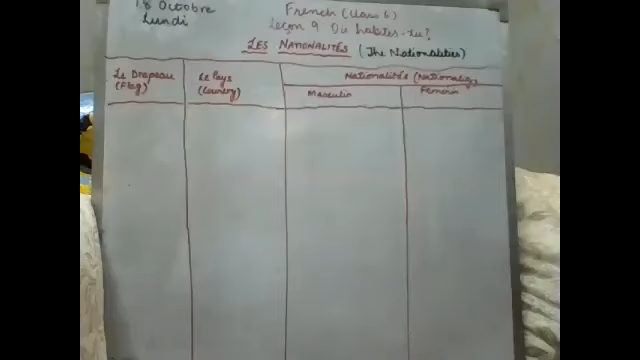 18 Octobre
Lundi
French (Class 6)
Leçon 9 Où habites-tu?
LES NATIONALITÉS (The Nationalities)
Le Drapeau
(Flag)
Le Pays
(Country)
Nationalités (Nationality)
Masculin
Feminin